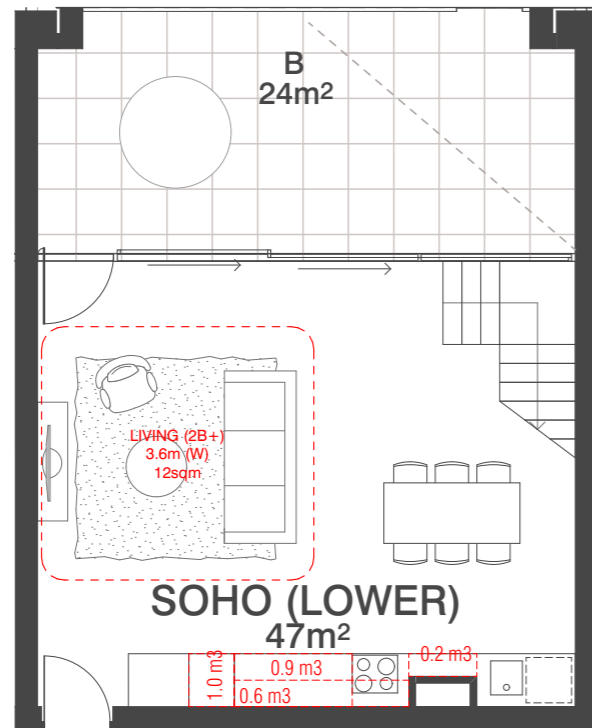 B
24m²
LIVING (2B+)
3.6m (W)
12sqm
SOHO (LOWER)
47m²
1.0 m3
0.9 m3
0.6 m3
0.2 m3